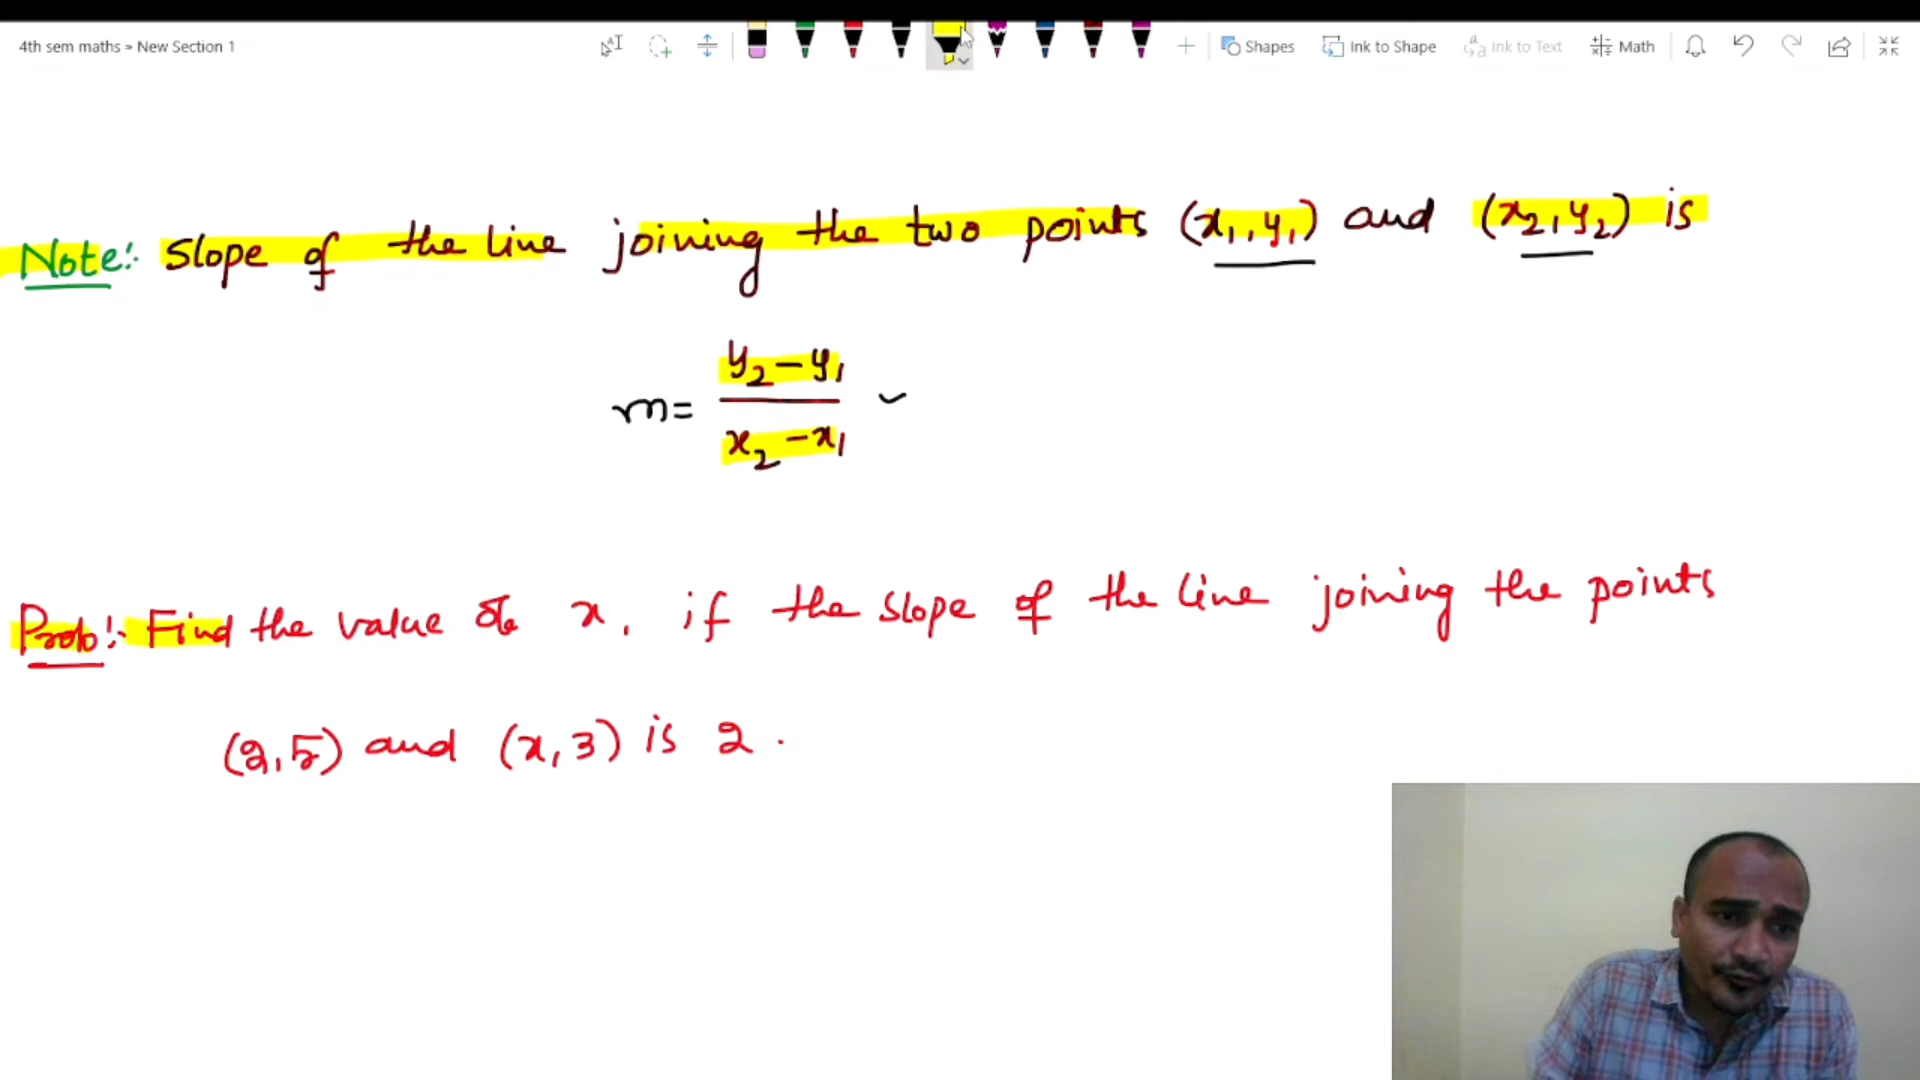 4th sem maths » New Section 1
Shapes
Ink to Shape
Ink to Text
Math
Note:- Slope of the line joining the two points (x₁,y₁) and (x₂,y₂) is
m = y₂-y₁ / x₂-x₁
Prob:- Find the value of x, if the slope of the line joining the points
(2,5) and (x,3) is 2.